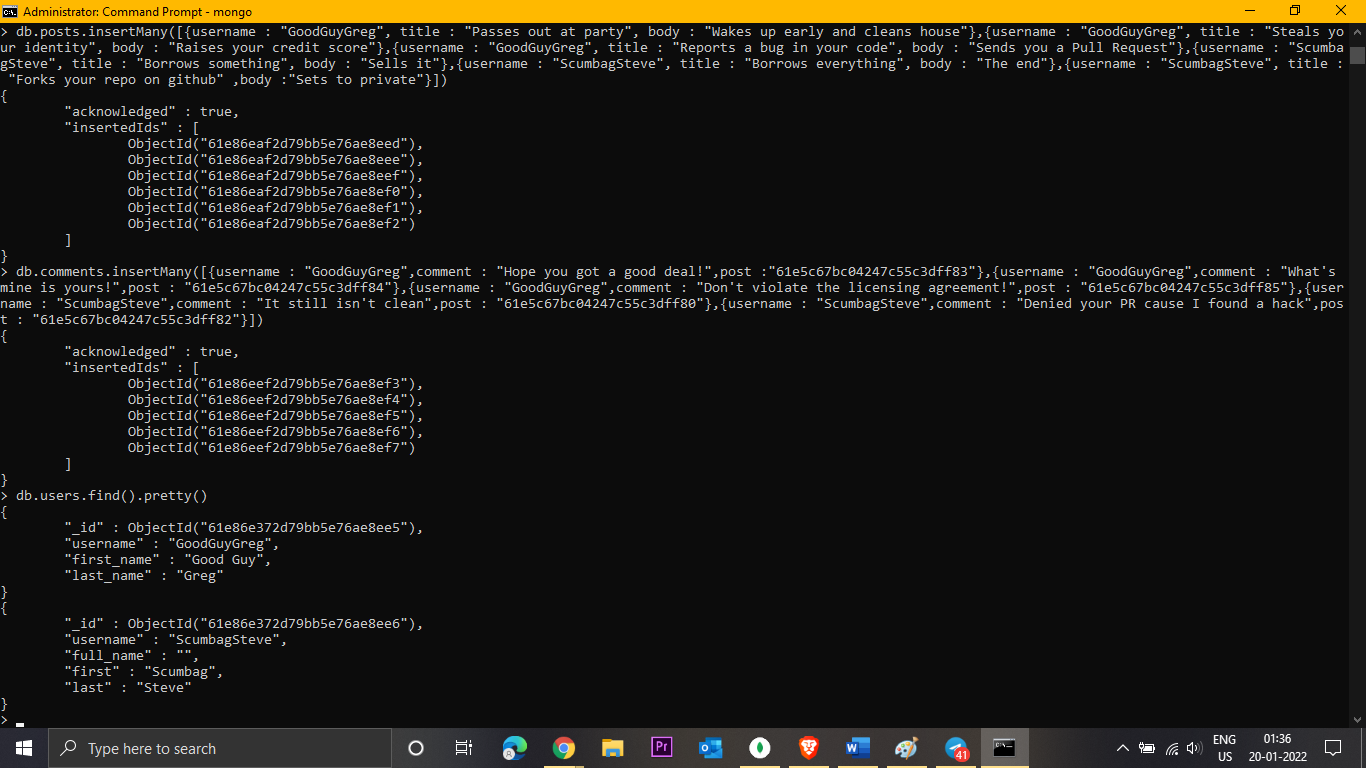 Administrator: Command Prompt - mongo
> db.posts.insertMany([{username : "GoodGuyGreg", title : "Passes out at party", body : "Wakes up early and cleans house"},{username : "GoodGuyGreg", title : "Steals yo
ur identity", body : "Raises your credit score"},{username : "GoodGuyGreg", title : "Reports a bug in your code", body : "Sends you a Pull Request"},{username : "Scumba
gSteve", title : "Borrows something", body : "Sells it"},{username : "ScumbagSteve", title : "Borrows everything", body : "The end"},{username : "ScumbagSteve", title :
 "Forks your repo on github" ,body :"Sets to private"}])
{
        "acknowledged" : true,
        "insertedIds" : [
                ObjectId("61e86eaf2d79bb5e76ae8eed"),
                ObjectId("61e86eaf2d79bb5e76ae8eee"),
                ObjectId("61e86eaf2d79bb5e76ae8eef"),
                ObjectId("61e86eaf2d79bb5e76ae8ef0"),
                ObjectId("61e86eaf2d79bb5e76ae8ef1"),
                ObjectId("61e86eaf2d79bb5e76ae8ef2")
        ]
}
> db.comments.insertMany([{username : "GoodGuyGreg",comment : "Hope you got a good deal!",post :"61e5c67bc04247c55c3dff83"},{username : "GoodGuyGreg",comment : "What's 
mine is yours!",post : "61e5c67bc04247c55c3dff84"},{username : "GoodGuyGreg",comment : "Don't violate the licensing agreement!",post : "61e5c67bc04247c55c3dff85"},{user
name : "ScumbagSteve",comment : "It still isn't clean",post : "61e5c67bc04247c55c3dff80"},{username : "ScumbagSteve",comment : "Denied your PR cause I found a hack",pos
t : "61e5c67bc04247c55c3dff82"}])
{
        "acknowledged" : true,
        "insertedIds" : [
                ObjectId("61e86eef2d79bb5e76ae8ef3"),
                ObjectId("61e86eef2d79bb5e76ae8ef4"),
                ObjectId("61e86eef2d79bb5e76ae8ef5"),
                ObjectId("61e86eef2d79bb5e76ae8ef6"),
                ObjectId("61e86eef2d79bb5e76ae8ef7")
        ]
}
> db.users.find().pretty()
{
        "_id" : ObjectId("61e86e372d79bb5e76ae8ee5"),
        "username" : "GoodGuyGreg",
        "first_name" : "Good Guy",
        "last_name" : "Greg"
}
{
        "_id" : ObjectId("61e86e372d79bb5e76ae8ee6"),
        "username" : "ScumbagSteve",
        "full_name" : "",
        "first" : "Scumbag",
        "last" : "Steve"
}
>
Type here to search
Pr
41
ENG
US
01:36
20-01-2022